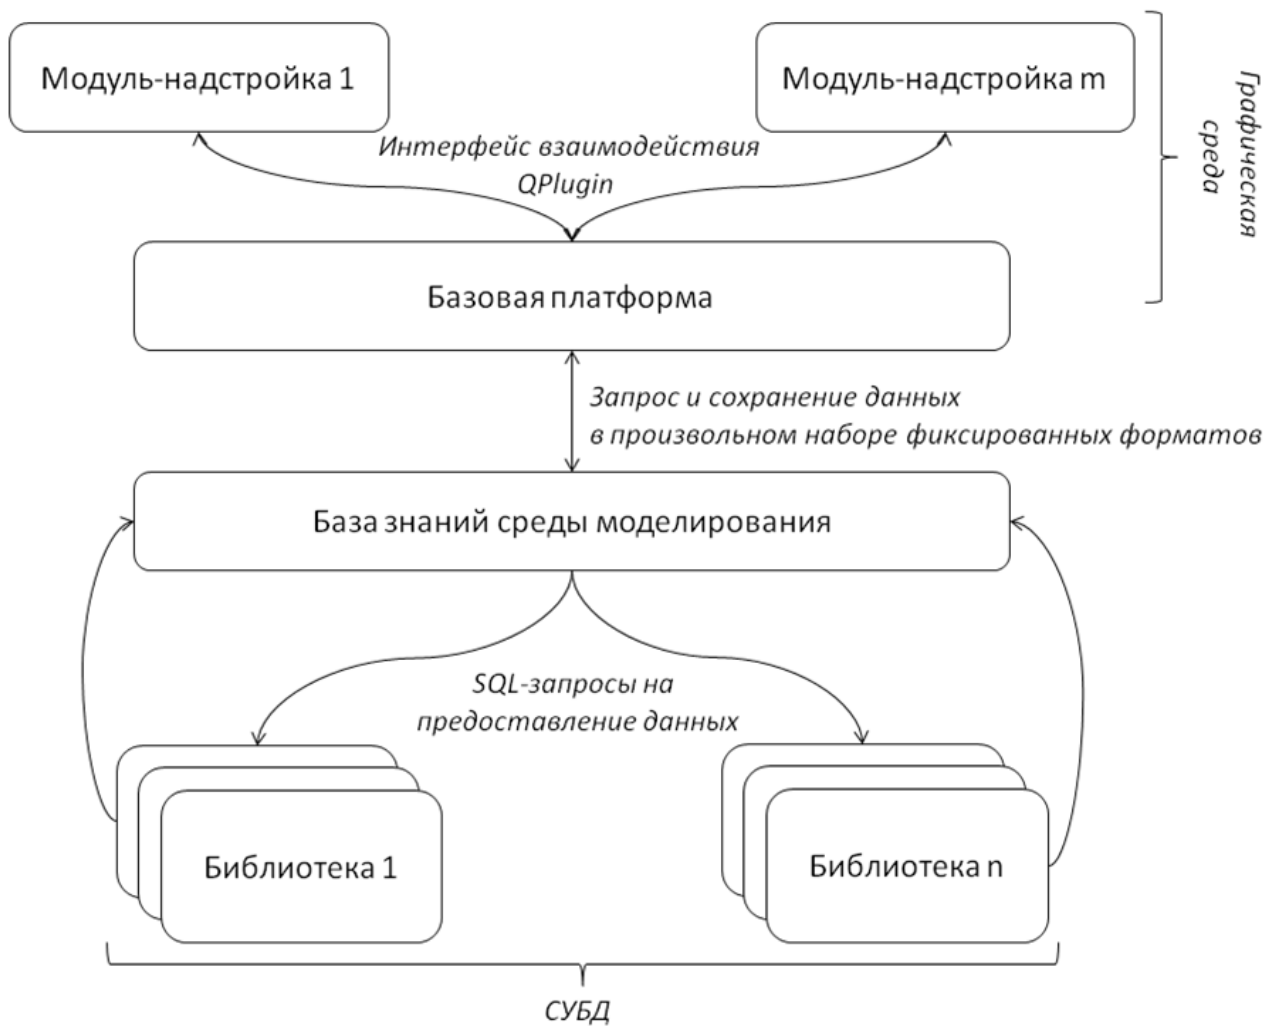 Модуль-надстройка 1
Модуль-надстройка m
Интерфейс взаимодействия
QPlugin
Графическая
среда
Базовая платформа
Запрос и сохранение данных
в произвольном наборе фиксированных форматов
База знаний среды моделирования
SQL-запросы на
предоставление данных
Библиотека 1
Библиотека n
СУБД